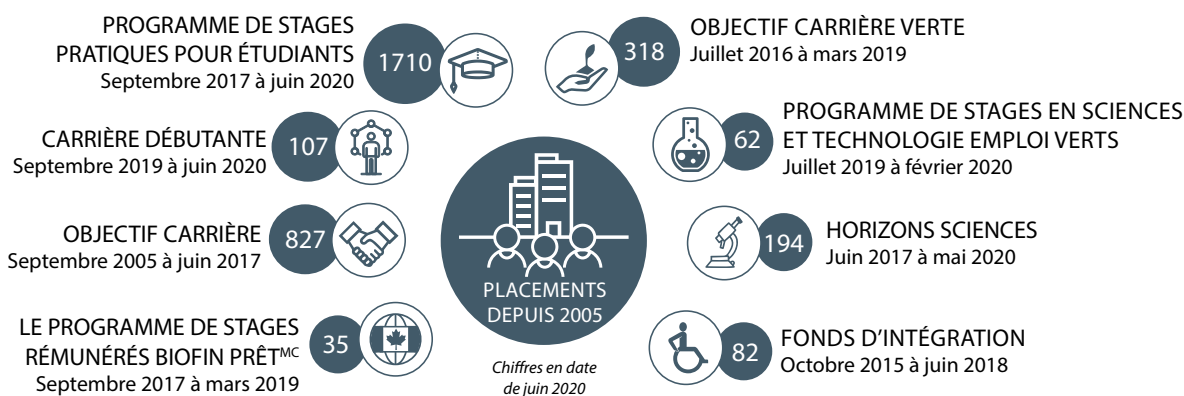 PROGRAMME DE STAGES
PRATIQUES POUR ÉTUDIANTS
Septembre 2017 à juin 2020
1710
CARRIÈRE DÉBUTANTE
Septembre 2019 à juin 2020
107
OBJECTIF CARRIÈRE
Septembre 2005 à juin 2017
827
LE PROGRAMME DE STAGES
RÉMUNÉRÉS BIOFIN PRÊTMC
Septembre 2017 à mars 2019
35
PLACEMENTS
DEPUIS 2005
Chiffres en date
de juin 2020
318
OBJECTIF CARRIÈRE VERTE
Juillet 2016 à mars 2019
62
PROGRAMME DE STAGES EN SCIENCES
ET TECHNOLOGIE EMPLOI VERTS
Juillet 2019 à février 2020
194
HORIZONS SCIENCES
Juin 2017 à mai 2020
82
FONDS D'INTÉGRATION
Octobre 2015 à juin 2018